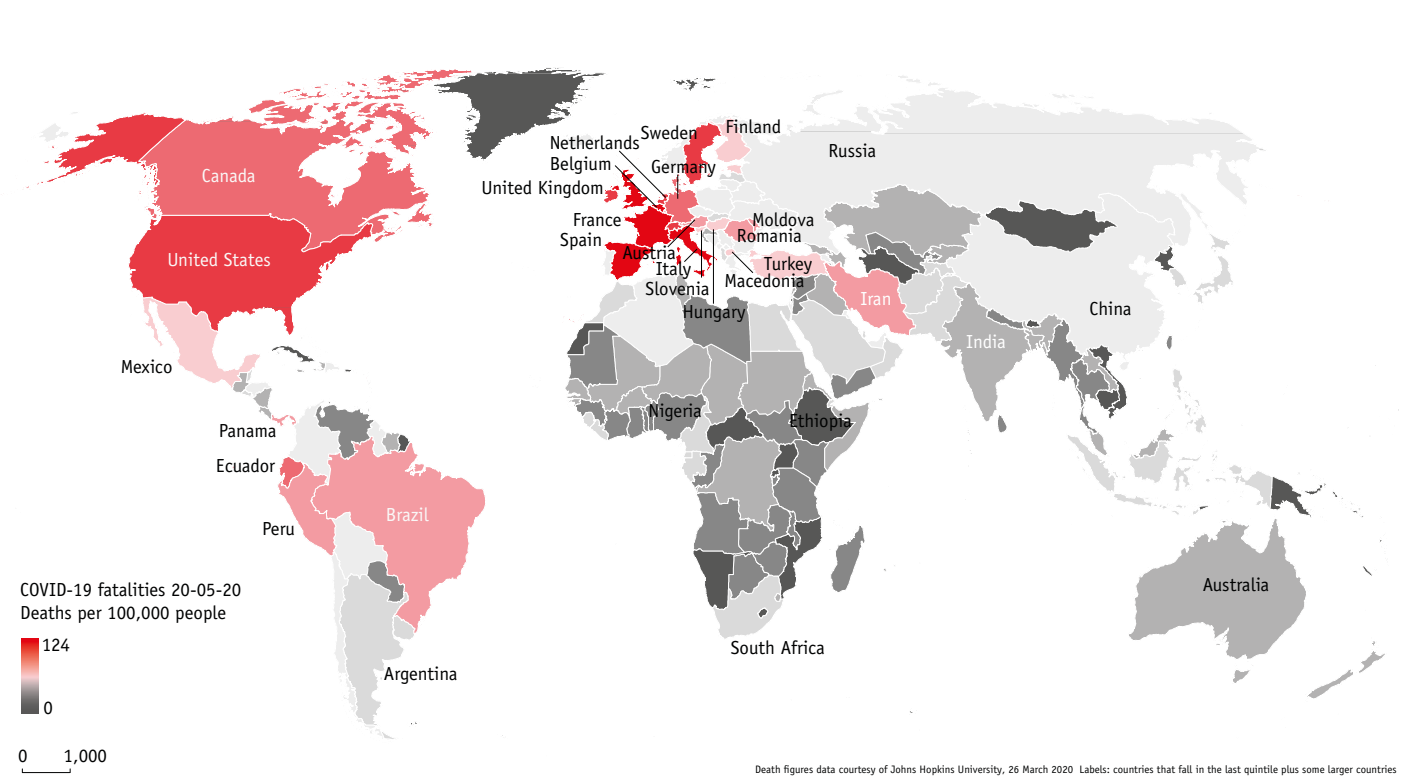 Sweden
Finland
Netherlands
Belgium
Germany
Russia
Canada
United Kingdom
France
Moldova
Spain
Romania
Austria
United States
Italy
Turkey
Macedonia
Slovenia
Iran
Hungary
China
India
Mexico
Nigeria
Ethiopia
Panama
Ecuador
Brazil
Peru
Australia
COVID-19 fatalities 20-05-20
Deaths per 100,000 people
124
0
South Africa
Argentina
0 1,000
Death figures data courtesy of Johns Hopkins University, 26 March 2020 Labels: countries that fall in the last quintile plus some larger countries